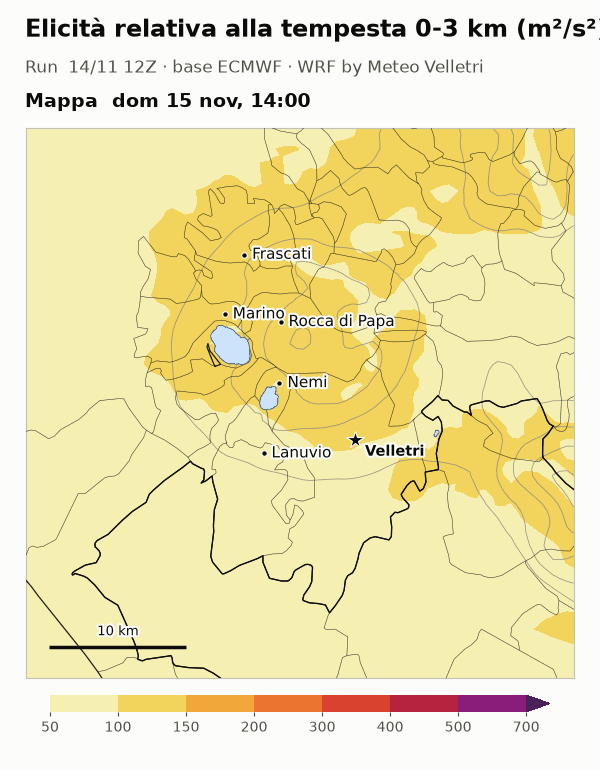 Elicità relativa alla tempesta 0-3 km (m²/s²)
Run 14/11 12Z · base ECMWF · WRF by Meteo Velletri
Mappa dom 15 nov, 14:00
Frascati
Marino
Rocca di Papa
Nemi
Velletri
Lanuvio
10 km
50 100 150 200 300 400 500 700